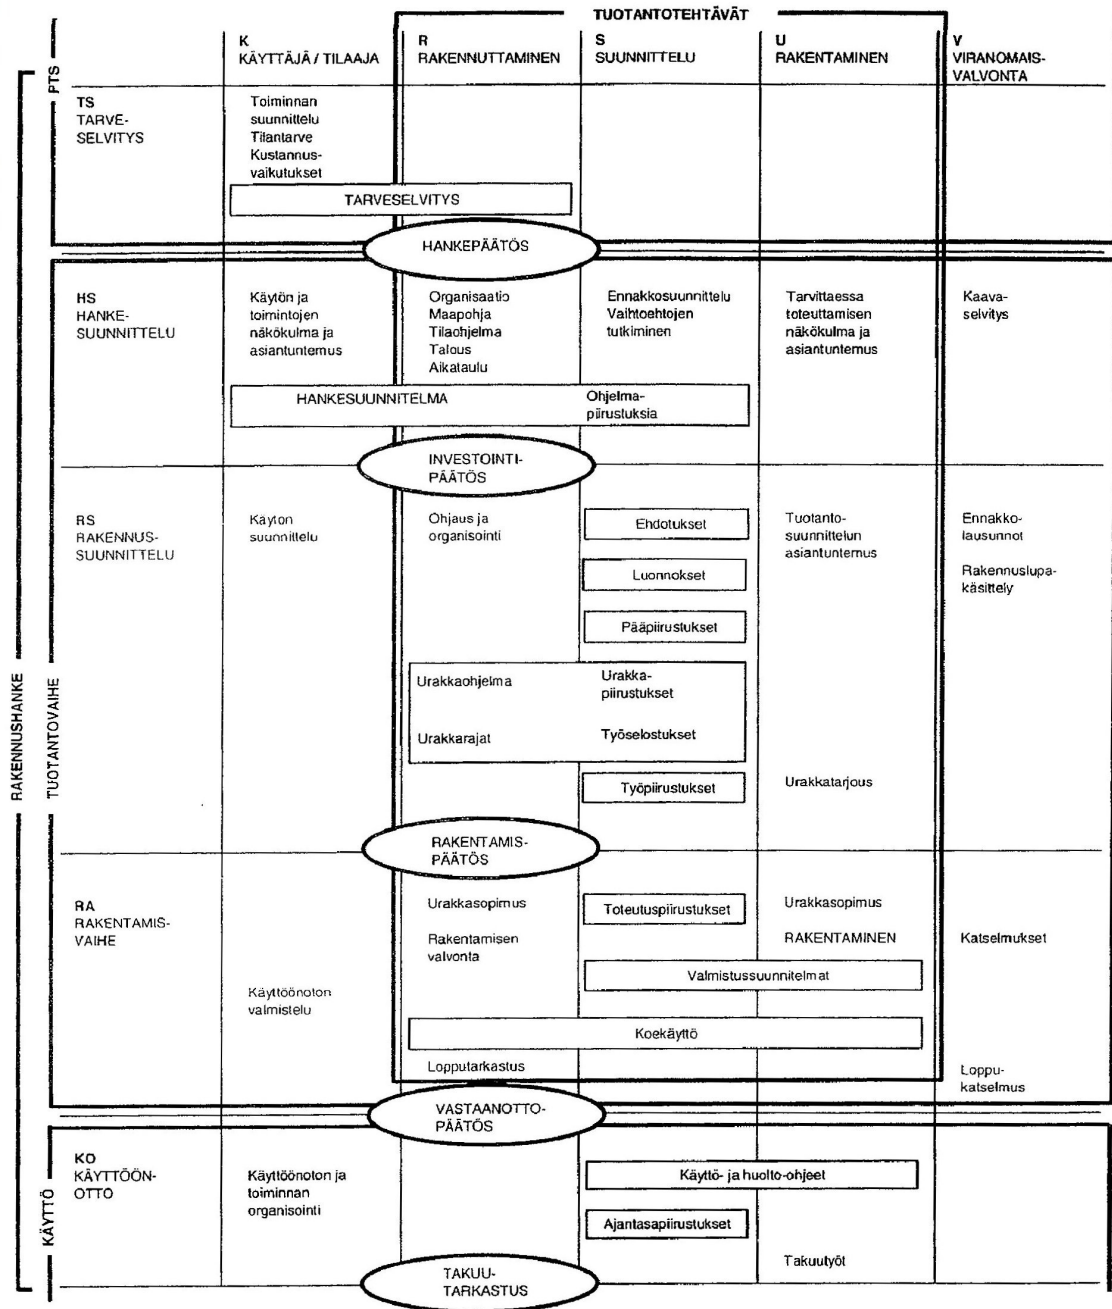 TUOTANTOTEHTÄVÄT
K
KÄYTTÄJÄ / TILAAJA
R
RAKENNUTTAMINEN
S
SUUNNITTELU
U
RAKENTAMINEN
V
VIRANOMAIS-
VALVONTA
RAKENNUSHANKE
PTS
TUOTANTOVAIHE
KÄYTTÖ
TS
TARVE-
SELVITYS
Toiminnan
suunnittelu
Tilantarve
Kustannus-
vaikutukset
TARVESELVITYS
HANKEPÄÄTÖS
HS
HANKE-
SUUNNITTELU
Käytön ja
toimintojen
näkökulma ja
asiantuntemus
Organisaatio
Maapohja
Tilaohjelma
Talous
Aikataulu
Ennakkosuunnittelu
Vaihtoehtojen
tutkiminen
Tarvittaessa
toteuttamisen
näkökulma ja
asiantuntemus
Kaava-
selvitys
HANKESUUNNITELMA
Ohjelma-
piirustuksia
INVESTOINTI-
PÄÄTÖS
RS
RAKENNUS-
SUUNNITTELU
Käytön
suunnittelu
Ohjaus ja
organisointi
Ehdotukset
Luonnokset
Pääpiirustukset
Tuotanto-
suunnittelun
asiantuntemus
Ennakko-
lausunnot
Rakennuslupa-
käsittely
Urakkaohjelma
Urakka-
piirustukset
Urakkarajat
Työselostukset
Työpiirustukset
Urakkatarjous
RAKENTAMIS-
PÄÄTÖS
RA
RAKENTAMIS-
VAIHE
Urakkasopimus
Toteutuspiirustukset
Urakkasopimus
Rakentamisen
valvonta
RAKENTAMINEN
Katselmukset
Valmistussuunnitelmat
Käyttöönoton
valmistelu
Koekäyttö
Lopputarkastus
Loppu-
katselmus
VASTAANOTTO-
PÄÄTÖS
KO
KÄYTTÖÖN-
OTTO
Käyttöönoton ja
toiminnan
organisointi
Käyttö- ja huolto-ohjeet
Ajantasapiirustukset
Takuutyöt
TAKUU-
TARKASTUS